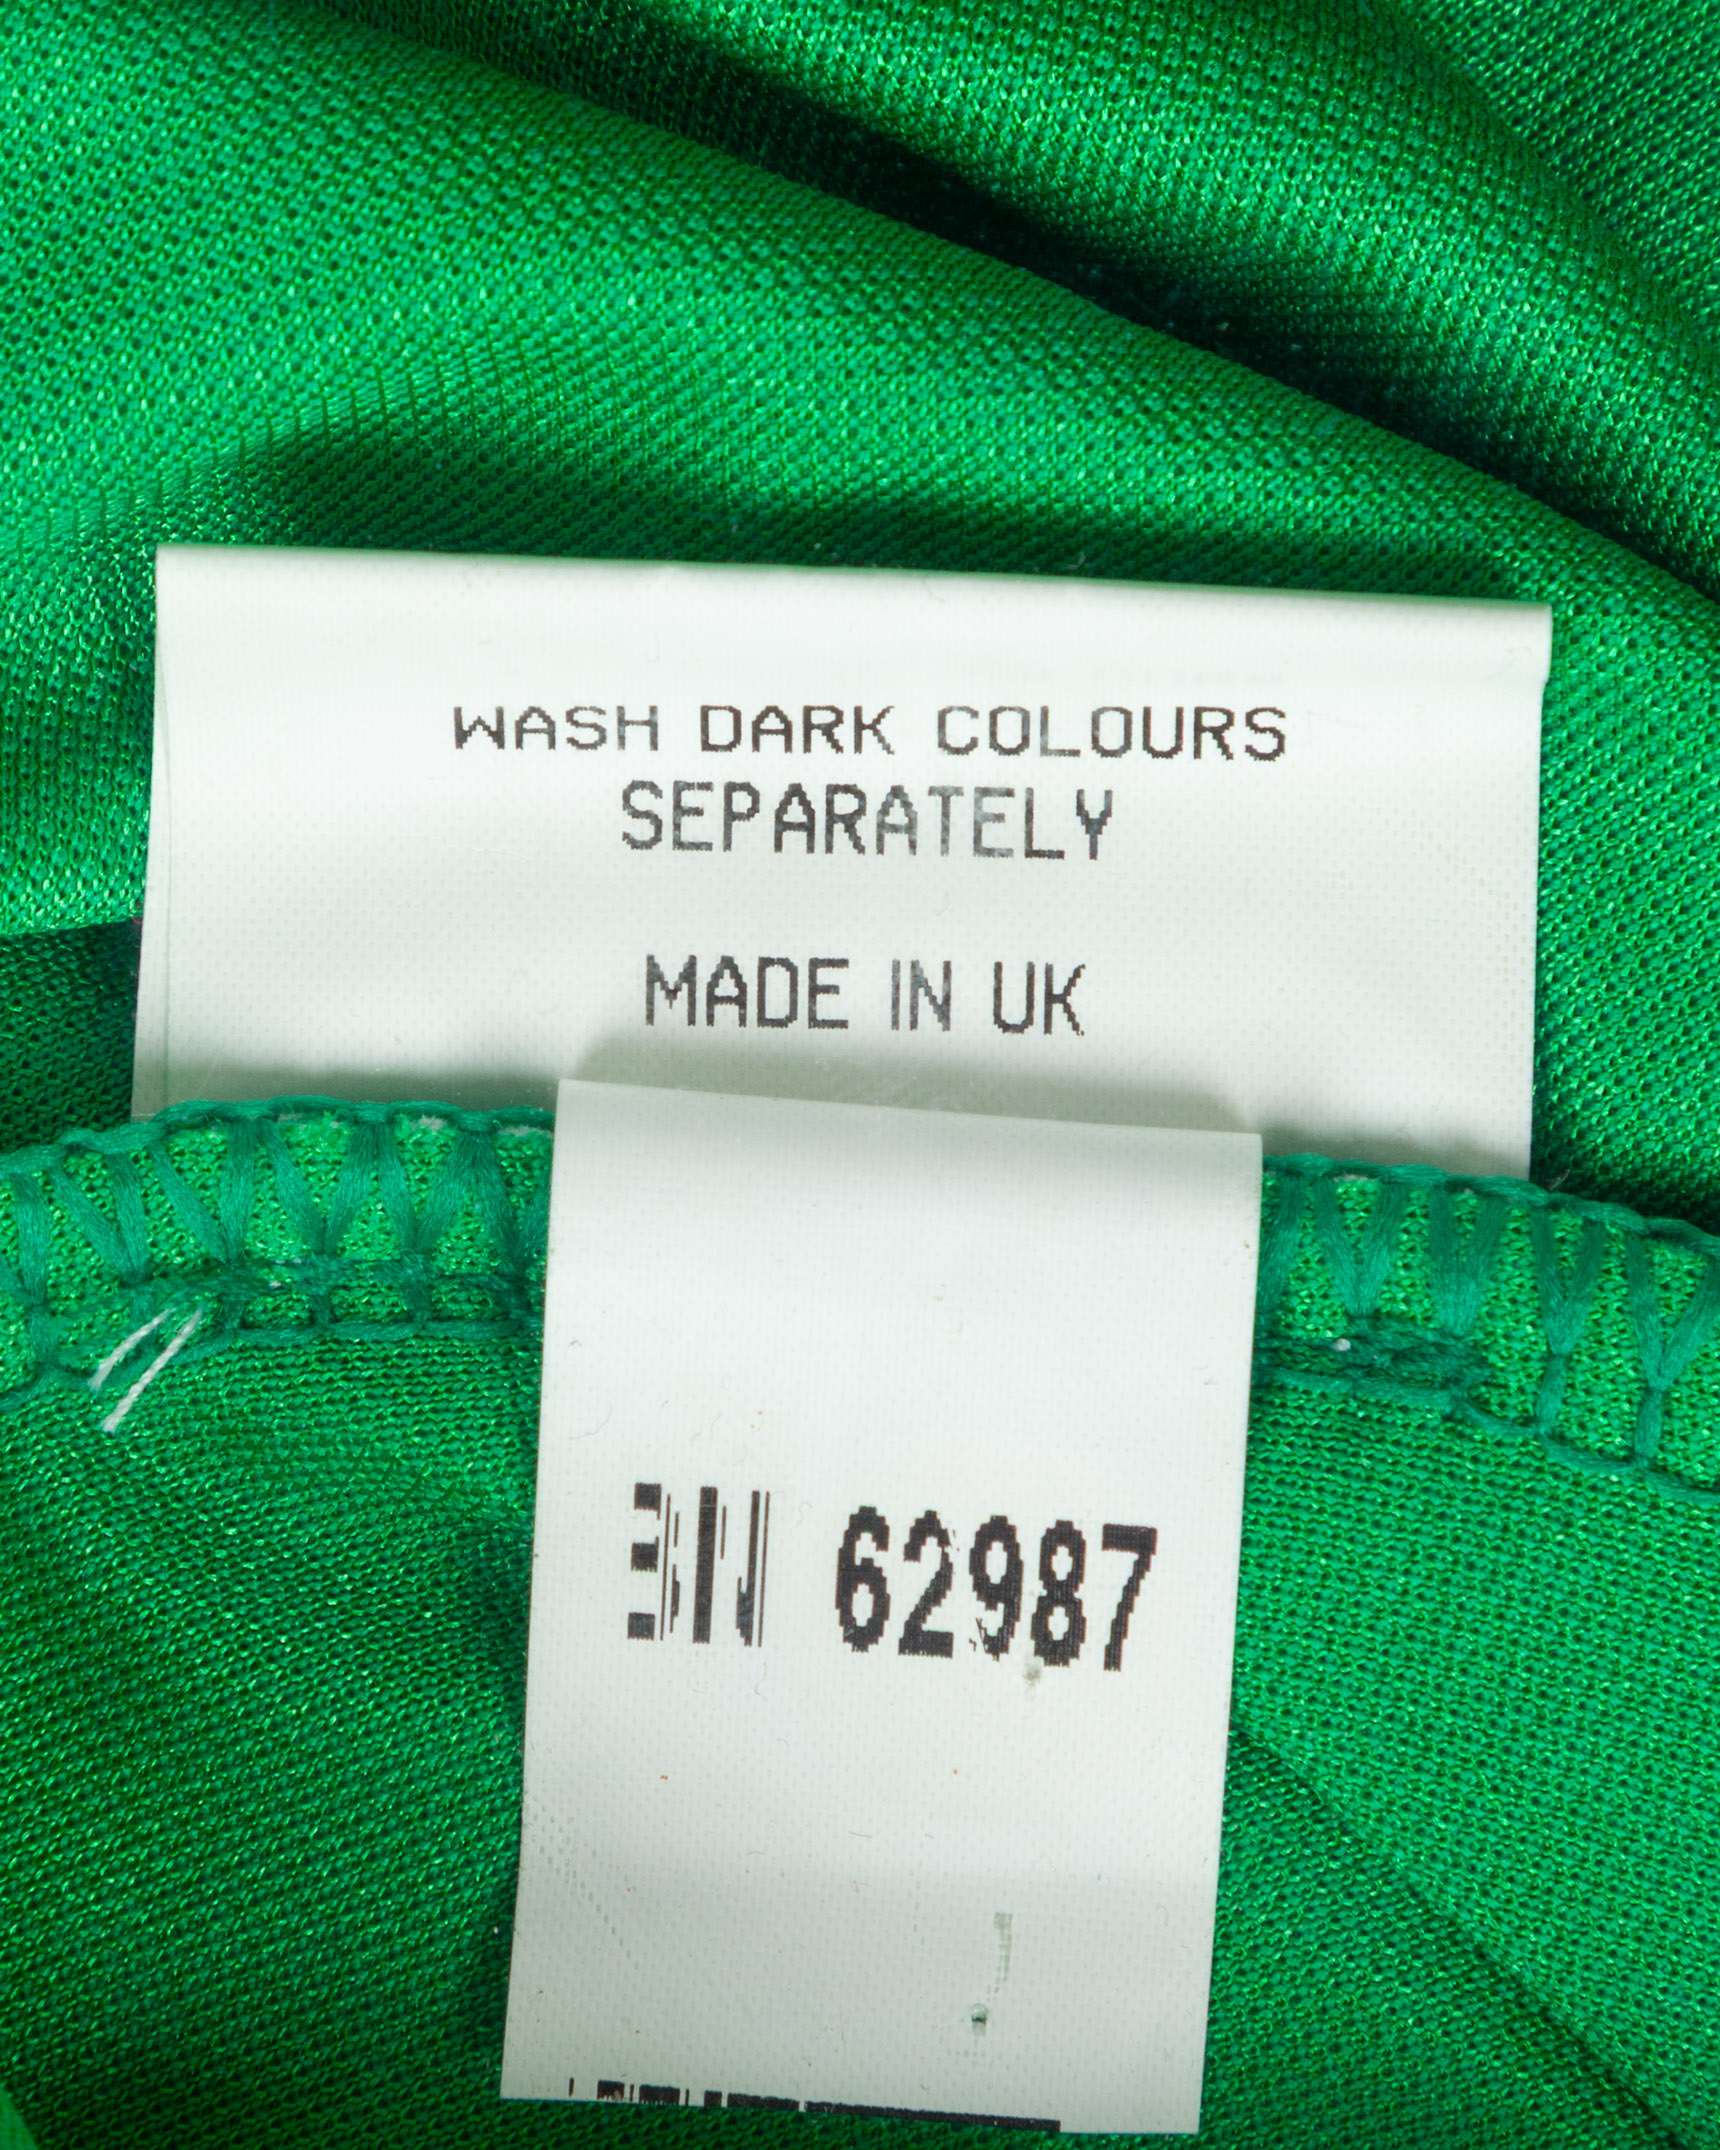 WASH DARK COLOURS
SEPARATELY
MADE IN UK
62987